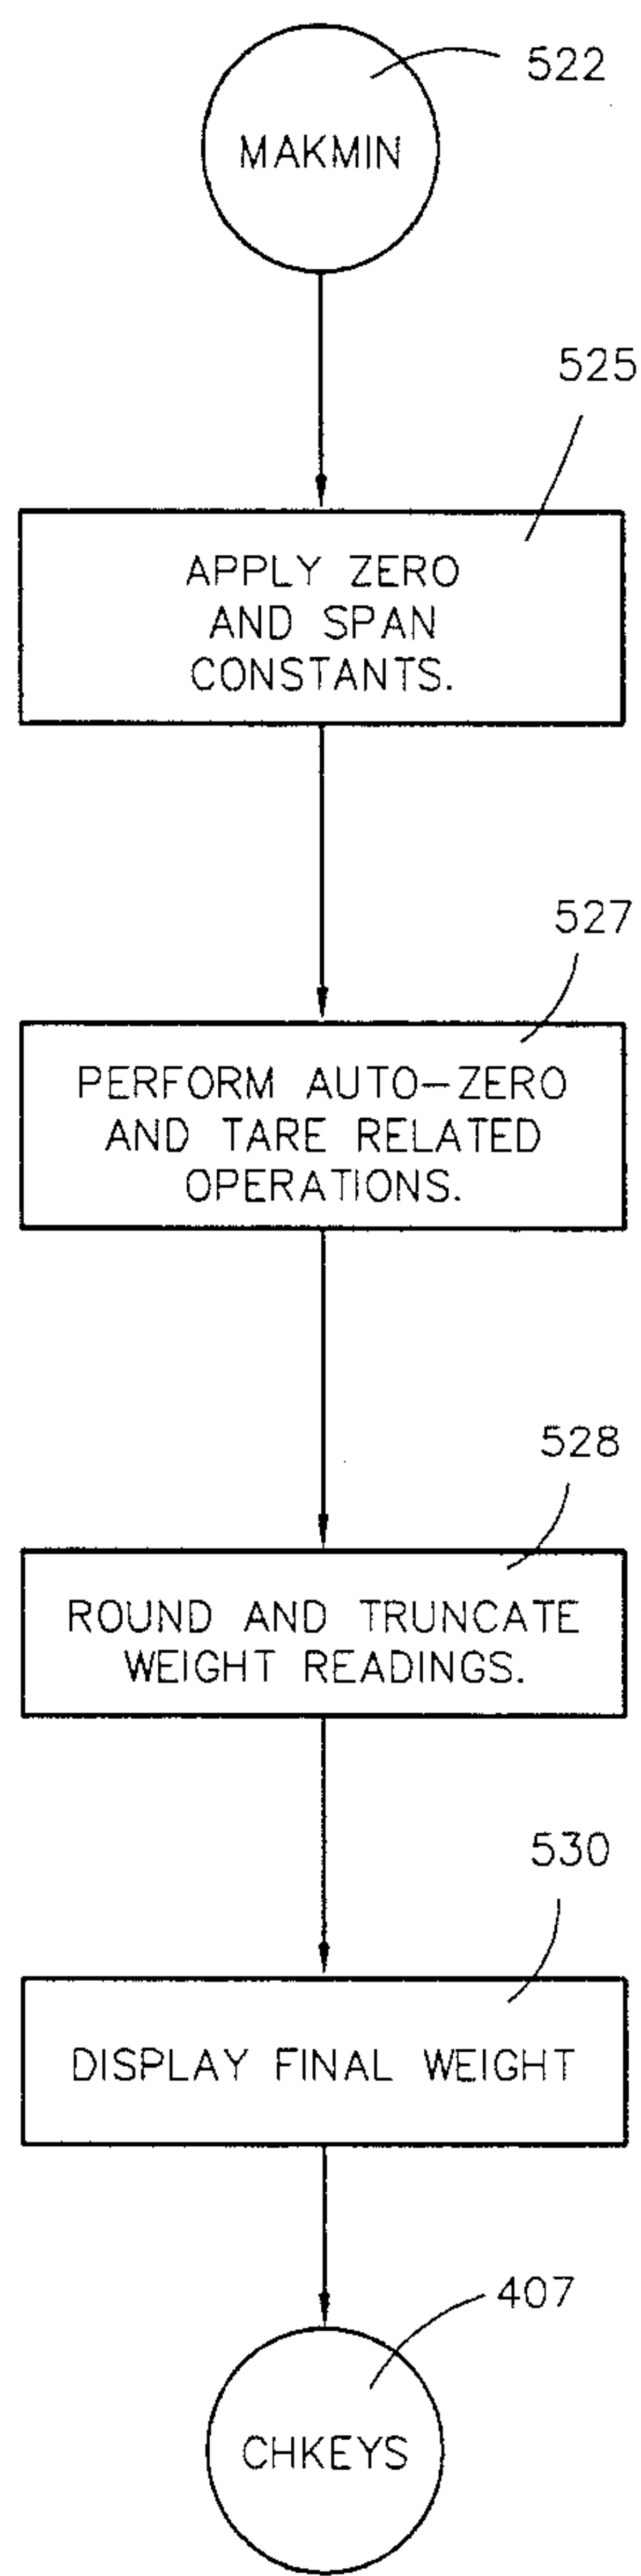 522
MAKMIN
525
APPLY ZERO
AND SPAN
CONSTANTS.
527
PERFORM AUTO-ZERO
AND TARE RELATED
OPERATIONS.
528
ROUND AND TRUNCATE
WEIGHT READINGS.
530
DISPLAY FINAL WEIGHT
407
CHKEYS